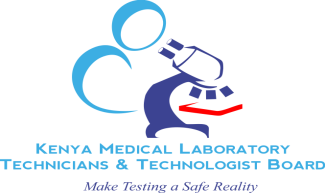 Kenya Medical Laboratory
Technicians & Technologist Board
Make Testing a Safe Reality